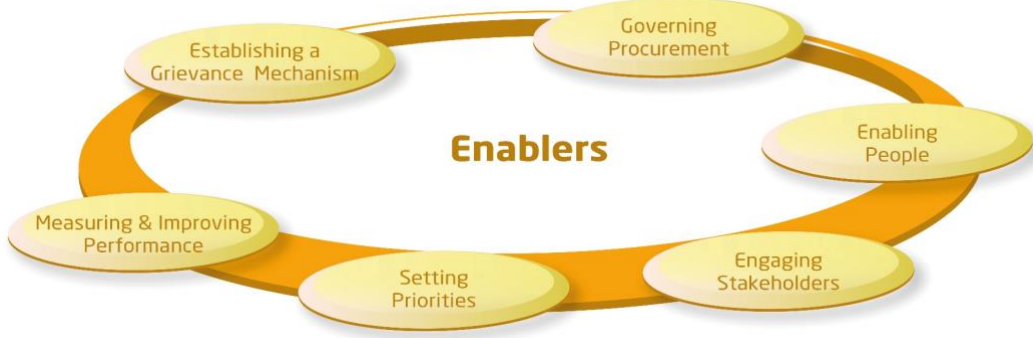 Governing
Procurement
Establishing a
Grievance Mechanism
Enablers
Enabling
People
Measuring & Improving
Performance
Setting
Priorities
Engaging
Stakeholders